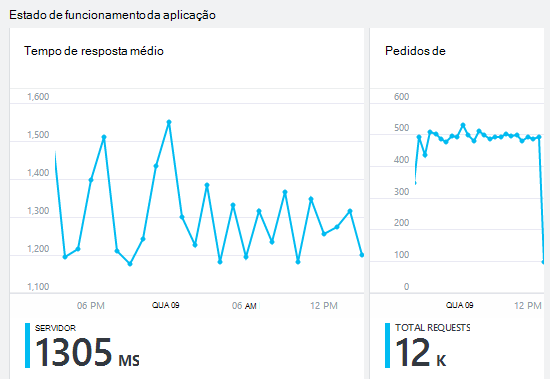 Estado de funcionamento da aplicação
Tempo de resposta médio
1,600
1,500
1,400
1,300
1,200
1,100
06 PM QUA 09 06 AM 12 PM
SERVIDOR
1305 MS
Pedidos de
600
500
400
300
200
100
0
QUA 09 12 PM
TOTAL REQUESTS
12 K